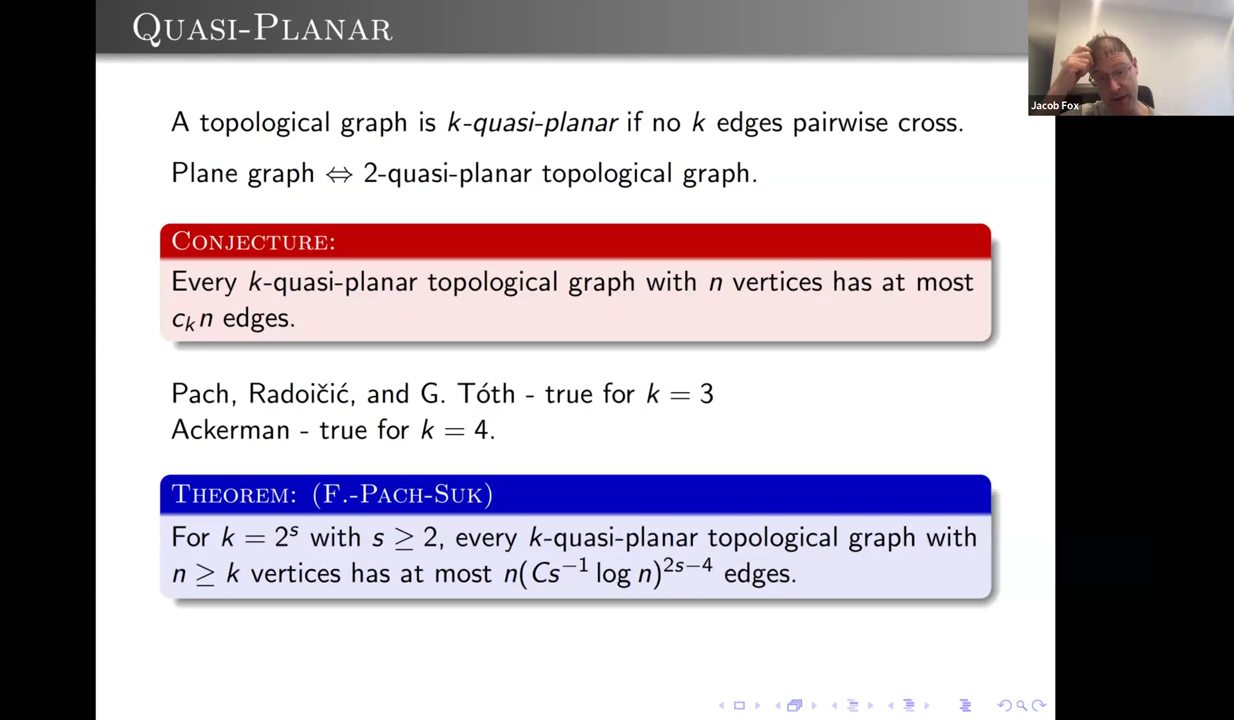 QUASI-PLANAR
Jacob Fox
A topological graph is k-quasi-planar if no k edges pairwise cross.
Plane graph ⇔ 2-quasi-planar topological graph.
CONJECTURE:
Every k-quasi-planar topological graph with n vertices has at most
cₖn edges.
Pach, Radoičić, and G. Tóth - true for k = 3
Ackerman - true for k = 4.
THEOREM: (F.-PACH-SUK)
For k = 2ˢ with s ≥ 2, every k-quasi-planar topological graph with
n ≥ k vertices has at most n(Cs⁻¹ log n)²ˢ⁻⁴ edges.